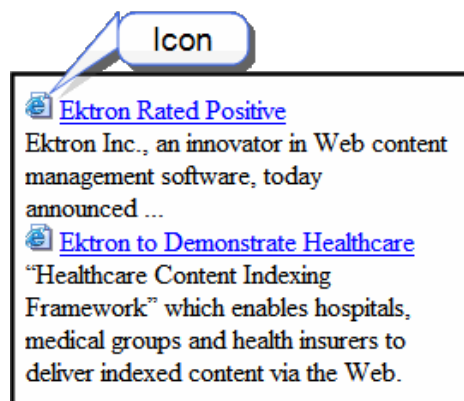 Icon
Ektron Rated Positive
Ektron Inc., an innovator in Web content
management software, today
announced ...
Ektron to Demonstrate Healthcare
“Healthcare Content Indexing
Framework” which enables hospitals,
medical groups and health insurers to
deliver indexed content via the Web.